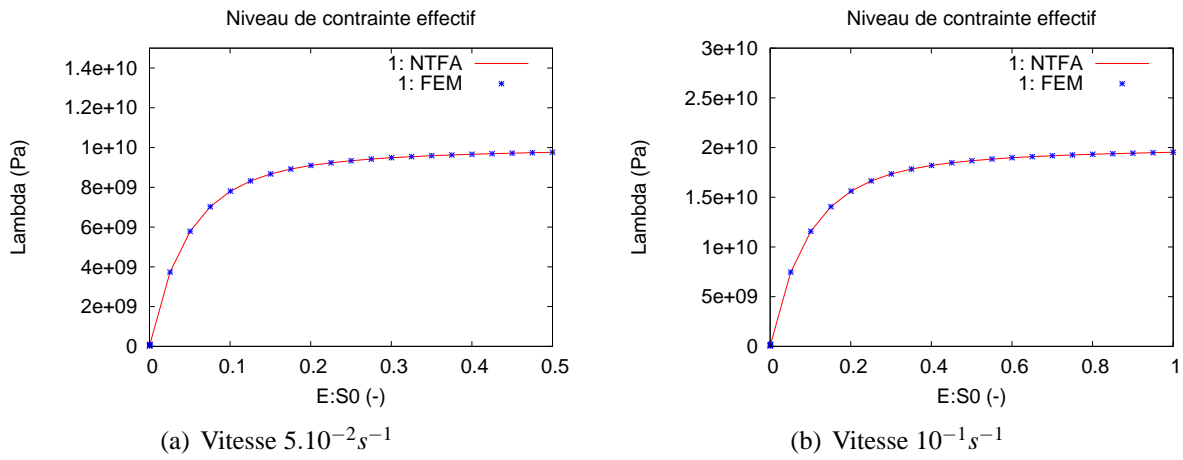 Niveau de contrainte effectif
1: NTFA
1: FEM
1.4e+10
1.2e+10
1e+10
8e+09
6e+09
4e+09
2e+09
0
Lambda (Pa)
0 0.1 0.2 0.3 0.4 0.5
E:S0 (-)
(a) Vitesse 5.10−2s−1
Niveau de contrainte effectif
1: NTFA
1: FEM
3e+10
2.5e+10
2e+10
1.5e+10
1e+10
5e+09
0
Lambda (Pa)
0 0.2 0.4 0.6 0.8 1
E:S0 (-)
(b) Vitesse 10−1s−1